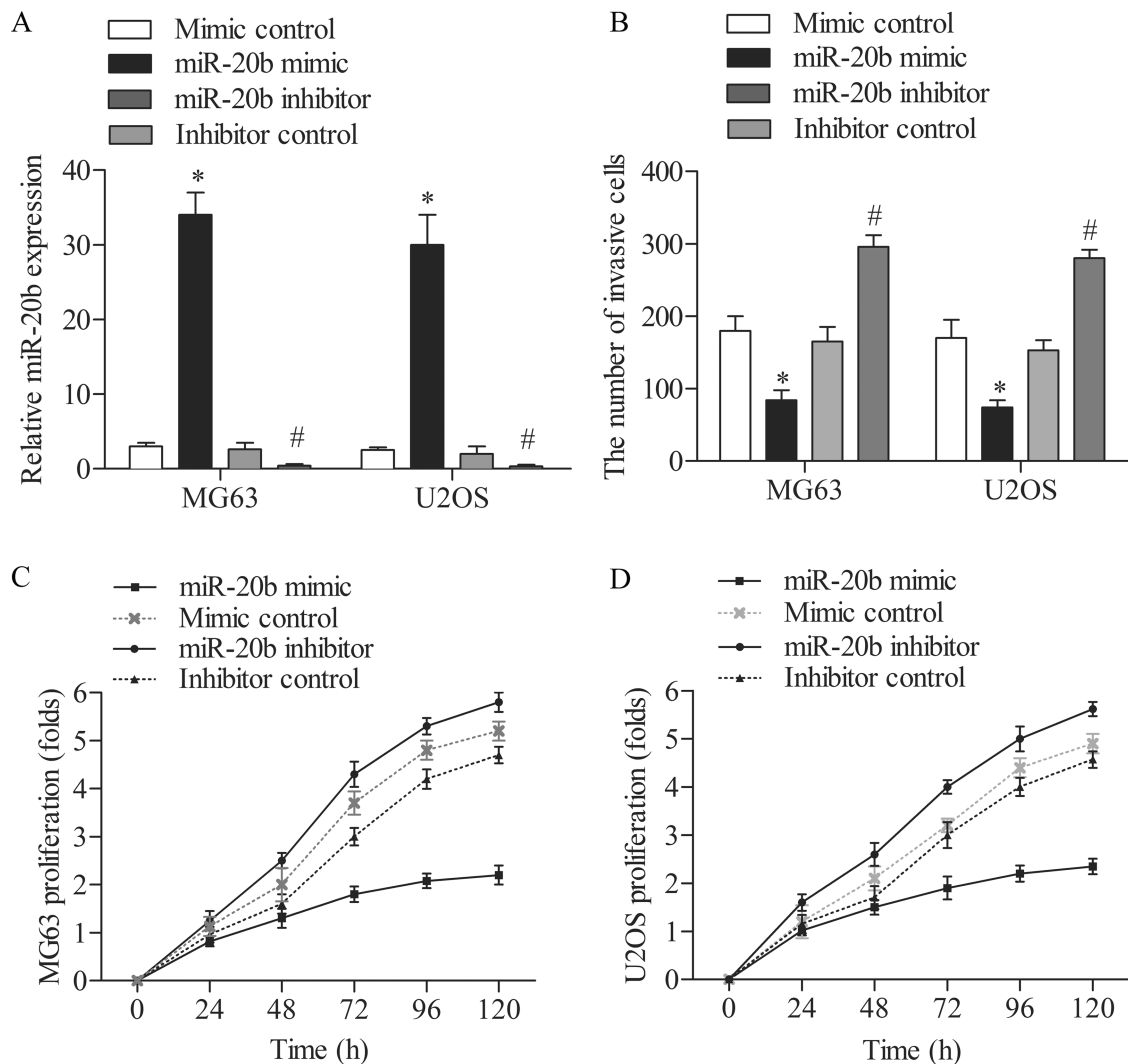 A
Mimic control
miR-20b mimic
miR-20b inhibitor
Inhibitor control
Relative miR-20b expression
40
30
20
10
0
*
#
*
#
MG63
U2OS
B
Mimic control
miR-20b mimic
miR-20b inhibitor
Inhibitor control
The number of invasive cells
400
300
200
100
0
*
#
*
#
MG63
U2OS
C
miR-20b mimic
Mimic control
miR-20b inhibitor
Inhibitor control
MG63 proliferation (folds)
6
5
4
3
2
1
0
0 24 48 72 96 120
Time (h)
D
miR-20b mimic
Mimic control
miR-20b inhibitor
Inhibitor control
U2OS proliferation (folds)
6
5
4
3
2
1
0
0 24 48 72 96 120
Time (h)